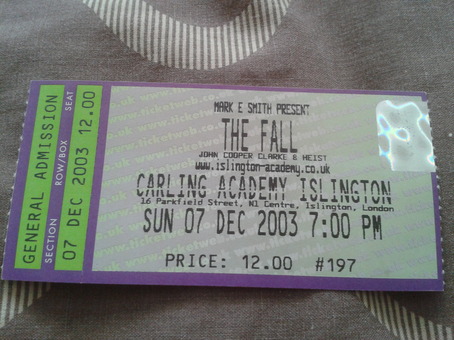 GENERAL ADMISSION
SECTION ROW/BOX SEAT
07 DEC 2003 12.00
MARK E SMITH PRESENT
THE FALL
JOHN COOPER CLARKE & HEIST
www.islington-academy.co.uk
CARLING ACADEMY ISLINGTON
16 Parkfield Street, N1 Centre, Islington, London
SUN 07 DEC 2003 7:00 PM
PRICE: 12.00 #197